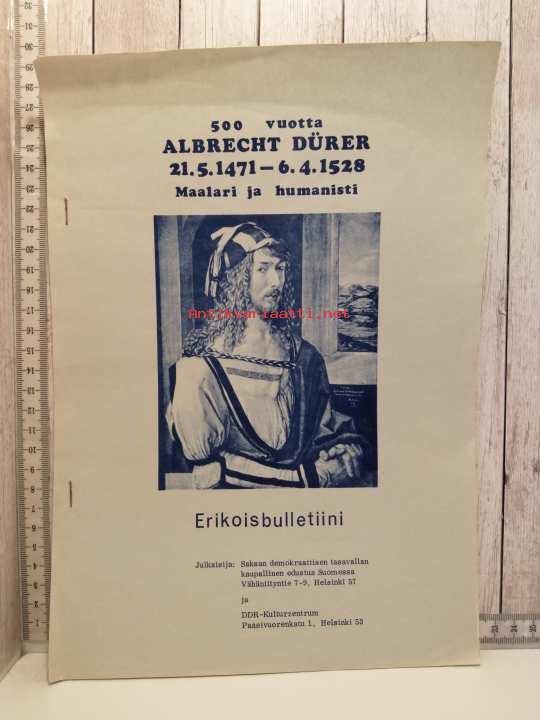 500 vuotta
ALBRECHT DÜRER
21.5.1471 – 6.4.1528
Maalari ja humanisti
Antikvariaatti.net
Erikoisbulletiini
Julkaisija: Saksan demokraattisen tasavallan
kaupallinen edustus Suomessa
Vähäniityntie 7-9, Helsinki 57
ja
DDR-Kulturzentrum
Paasivuorenkatu 1, Helsinki 53